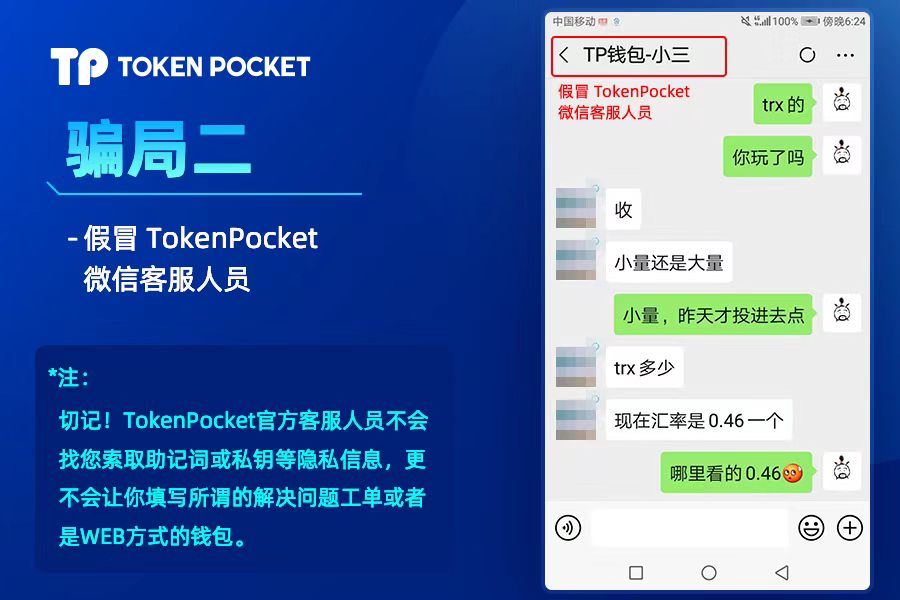 TP TOKEN POCKET
骗局二
- 假冒 TokenPocket
微信客服人员
*注：
切记！TokenPocket官方客服人员不会
找您索取助记词或私钥等隐私信息，更
不会让你填写所谓的解决问题工单或者
是WEB方式的钱包。
中国移动 100% 傍晚6:24
TP钱包-小三
假冒 TokenPocket
微信客服人员
trx 的
你玩了吗
收
小量还是大量
小量，昨天才投进去点
trx 多少
现在汇率是 0.46 一个
哪里看的 0.46